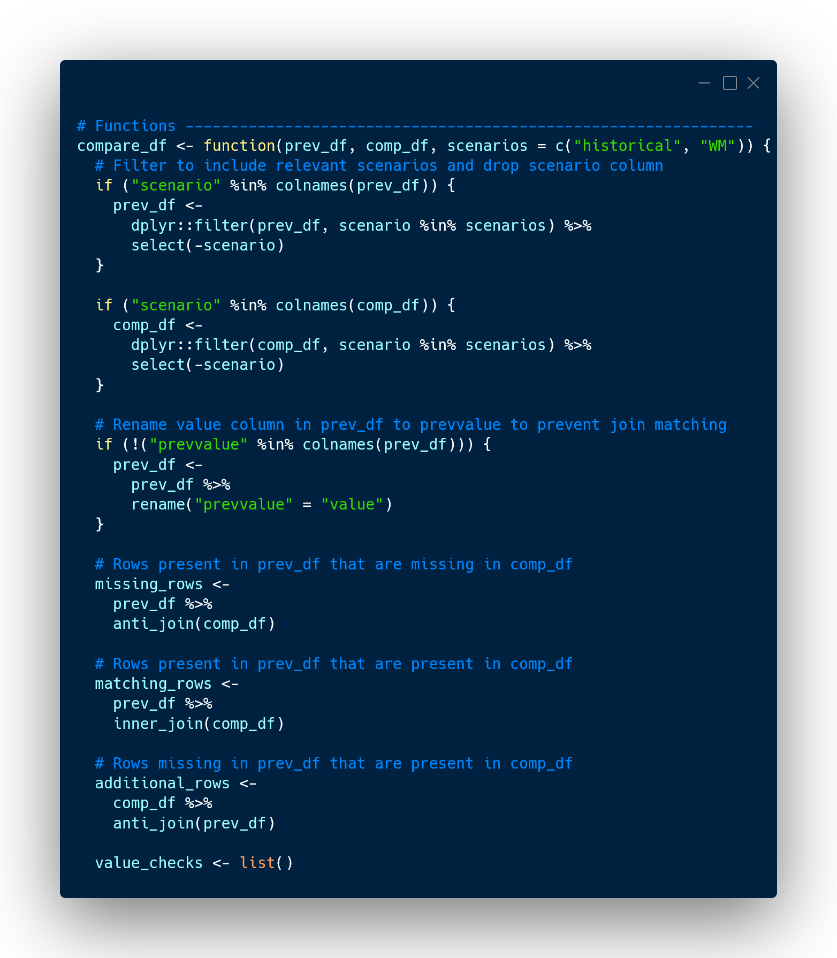 # Functions ---------------------------------------------------------------
compare_df <- function(prev_df, comp_df, scenarios = c("historical", "WM")) {
  # Filter to include relevant scenarios and drop scenario column
  if ("scenario" %in% colnames(prev_df)) {
    prev_df <-
      dplyr::filter(prev_df, scenario %in% scenarios) %>%
      select(-scenario)
  }

  if ("scenario" %in% colnames(comp_df)) {
    comp_df <-
      dplyr::filter(comp_df, scenario %in% scenarios) %>%
      select(-scenario)
  }

  # Rename value column in prev_df to prevvalue to prevent join matching
  if (!("prevvalue" %in% colnames(prev_df))) {
    prev_df <-
      prev_df %>%
      rename("prevvalue" = "value")
  }

  # Rows present in prev_df that are missing in comp_df
  missing_rows <-
    prev_df %>%
    anti_join(comp_df)

  # Rows present in prev_df that are present in comp_df
  matching_rows <-
    prev_df %>%
    inner_join(comp_df)

  # Rows missing in prev_df that are present in comp_df
  additional_rows <-
    comp_df %>%
    anti_join(prev_df)

  value_checks <- list()